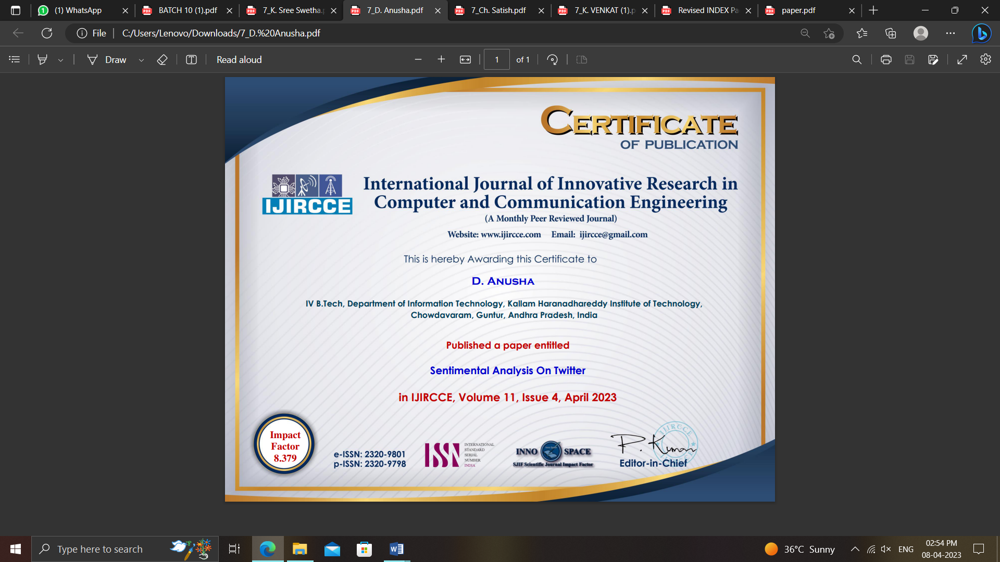 (1) WhatsApp
BATCH 10 (1).pdf
7_K. Sree Swetha.
7_D. Anusha.pdf
7_Ch. Satish.pdf
7_K. VENKAT (1).p
Revised INDEX Pa
paper.pdf
File
C:/Users/Lenovo/Downloads/7_D.%20Anusha.pdf
Draw
Read aloud
1 of 1
CERTIFICATE
OF PUBLICATION
IJIRCCE
International Journal of Innovative Research in
Computer and Communication Engineering
(A Monthly Peer Reviewed Journal)
Website: www.ijircce.com Email: ijircce@gmail.com
This is hereby Awarding this Certificate to
D. ANUSHA
IV B.Tech, Department of Information Technology, Kallam Haranadhareddy Institute of Technology,
Chowdavaram, Guntur, Andhra Pradesh, India
Published a paper entitled
Sentimental Analysis On Twitter
in IJIRCCE, Volume 11, Issue 4, April 2023
Impact
Factor
8.379
e-ISSN: 2320-9801
p-ISSN: 2320-9798
ISSN
INTERNATIONAL
STANDARD
SERIAL
NUMBER
INDIA
INNO SPACE
SJIF Scientific Journal Impact Factor
IJIRCCE
P. Kumar
Editor-in-Chief
Type here to search
36°C Sunny
ENG
02:54 PM
08-04-2023